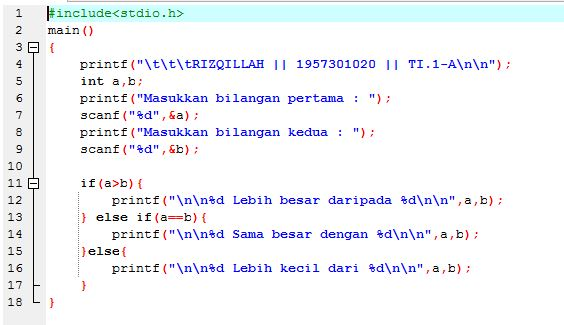 1 #include<stdio.h>
2 main()
3 {
4 printf("\t\t\tRIZQILLAH || 1957301020 || TI.1-A\n\n");
5 int a,b;
6 printf("Masukkan bilangan pertama : ");
7 scanf("%d",&a);
8 printf("Masukkan bilangan kedua : ");
9 scanf("%d",&b);
10
11 if(a>b){
12 printf("\n\n%d Lebih besar daripada %d\n\n",a,b);
13 } else if(a==b){
14 printf("\n\n%d Sama besar dengan %d\n\n",a,b);
15 }else{
16 printf("\n\n%d Lebih kecil dari %d\n\n",a,b);
17 }
18 }